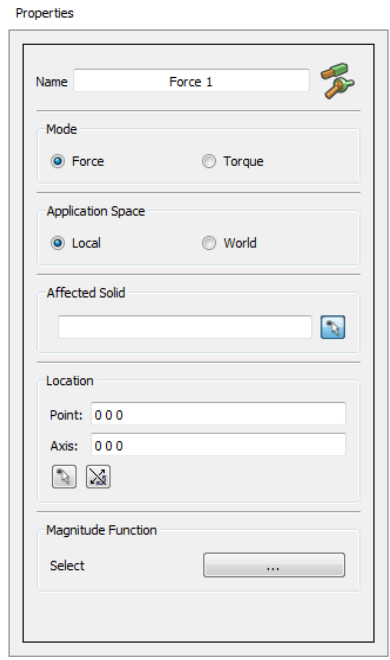 Properties
Name Force 1
Mode
Force Torque
Application Space
Local World
Affected Solid
Location
Point: 0 0 0
Axis: 0 0 0
Magnitude Function
Select ...